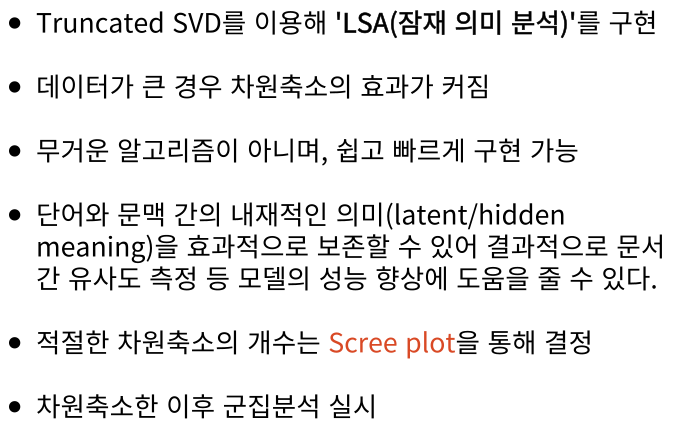 ● Truncated SVD를 이용해 'LSA(잠재 의미 분석)'를 구현
● 데이터가 큰 경우 차원축소의 효과가 커짐
● 무거운 알고리즘이 아니며, 쉽고 빠르게 구현 가능
● 단어와 문맥 간의 내재적인 의미(latent/hidden
meaning)을 효과적으로 보존할 수 있어 결과적으로 문서
간 유사도 측정 등 모델의 성능 향상에 도움을 줄 수 있다.
● 적절한 차원축소의 개수는 Scree plot을 통해 결정
● 차원축소한 이후 군집분석 실시